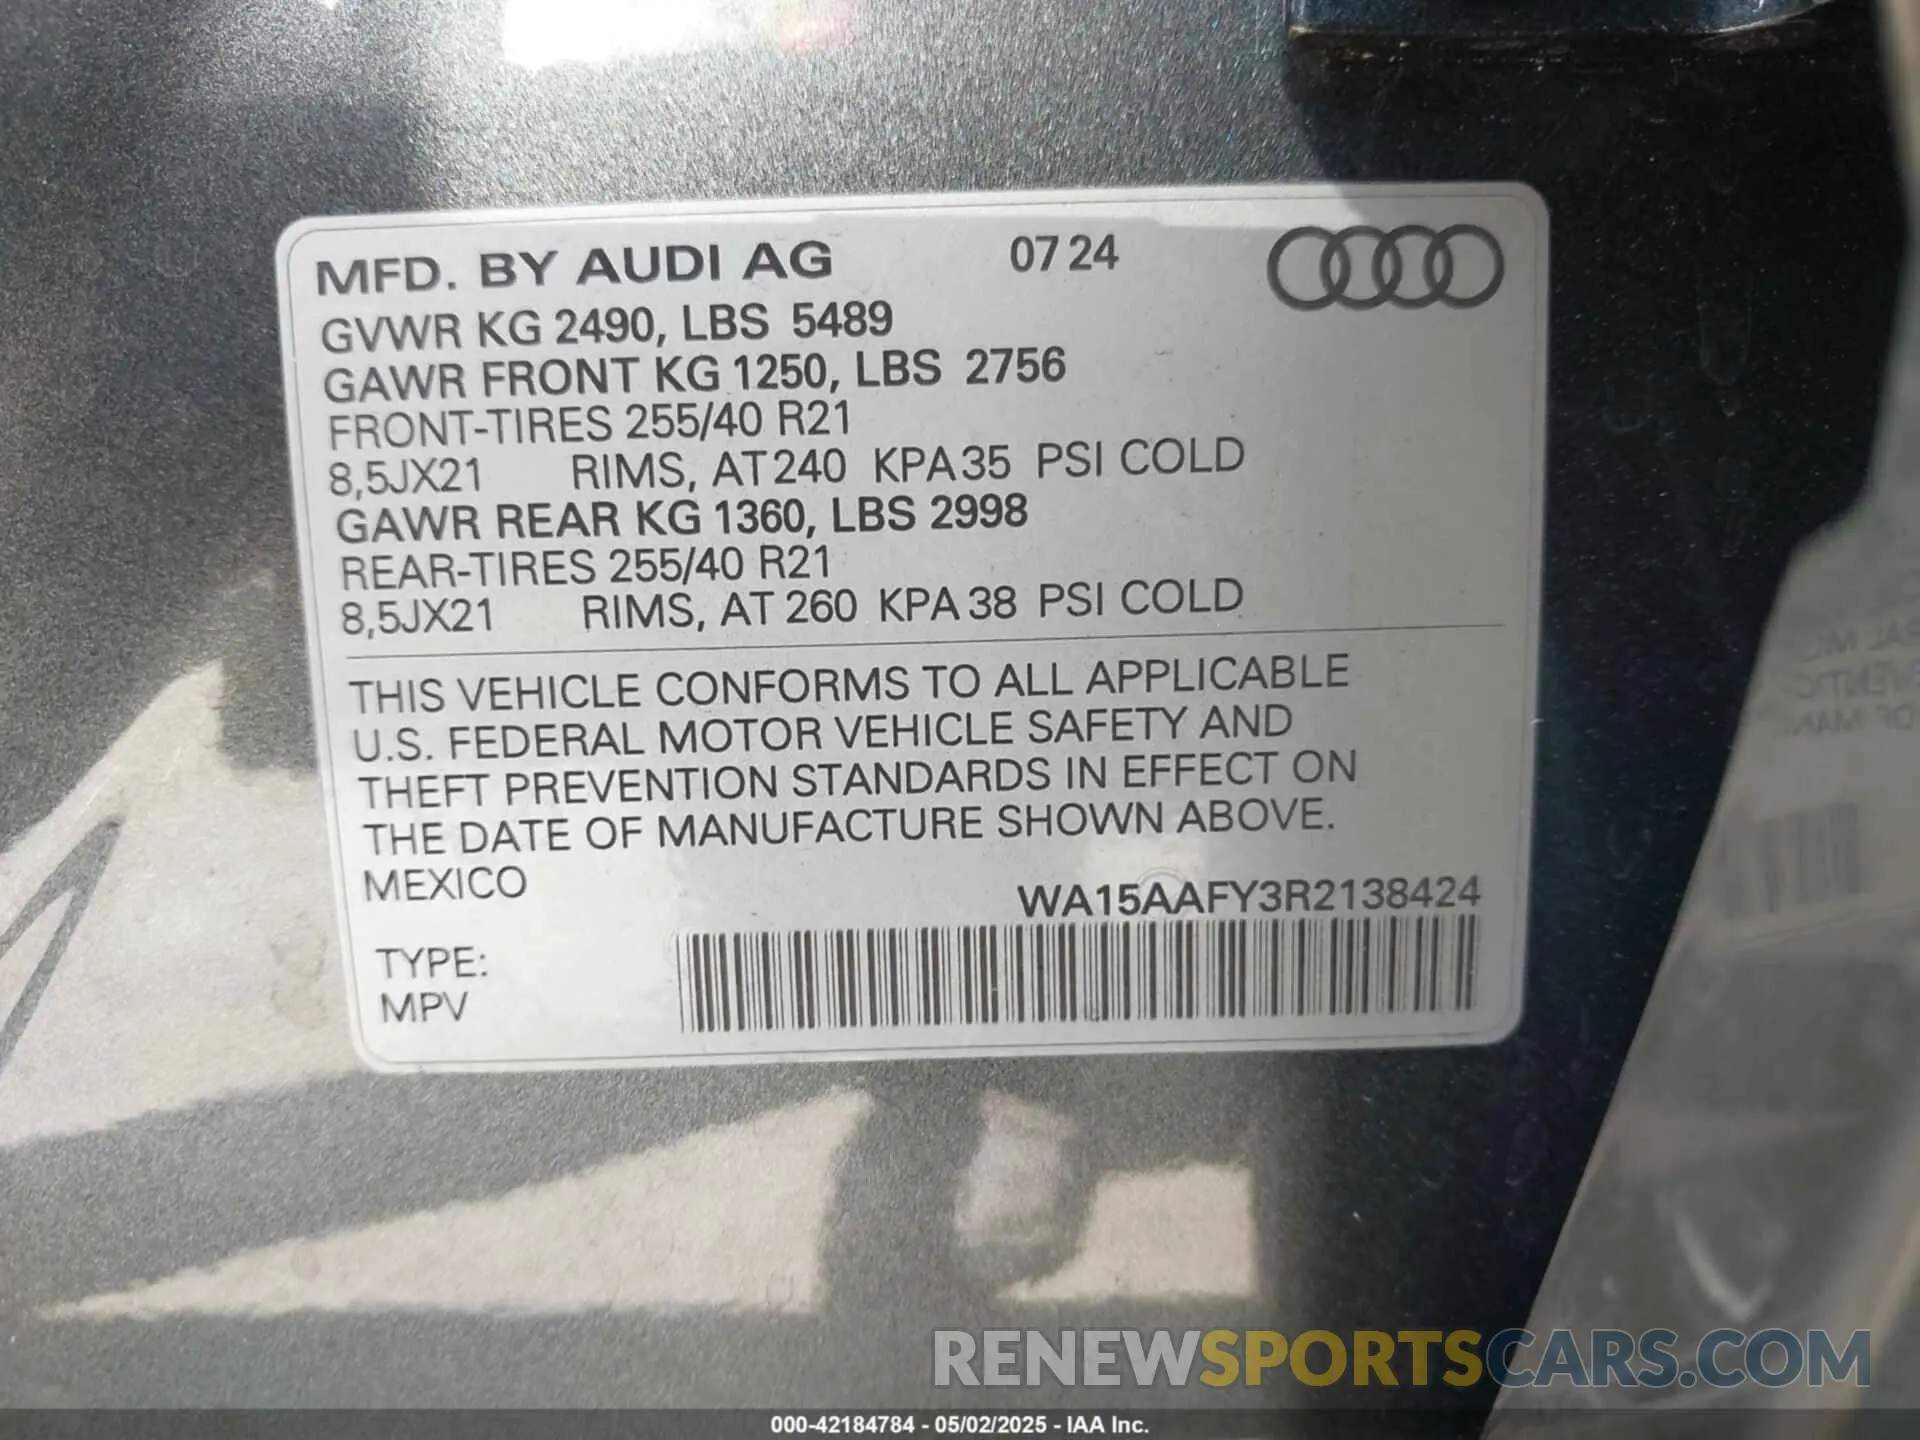 MFD. BY AUDI AG 07 24
GVWR KG 2490, LBS 5489
GAWR FRONT KG 1250, LBS 2756
FRONT-TIRES 255/40 R21
8,5JX21 RIMS, AT 240 KPA 35 PSI COLD
GAWR REAR KG 1360, LBS 2998
REAR-TIRES 255/40 R21
8,5JX21 RIMS, AT 260 KPA 38 PSI COLD
THIS VEHICLE CONFORMS TO ALL APPLICABLE
U.S. FEDERAL MOTOR VEHICLE SAFETY AND
THEFT PREVENTION STANDARDS IN EFFECT ON
THE DATE OF MANUFACTURE SHOWN ABOVE.
MEXICO
WA15AAFY3R2138424
TYPE:
MPV
RENEWSPORTSCARS.COM
000-42184784 - 05/02/2025 - IAA Inc.